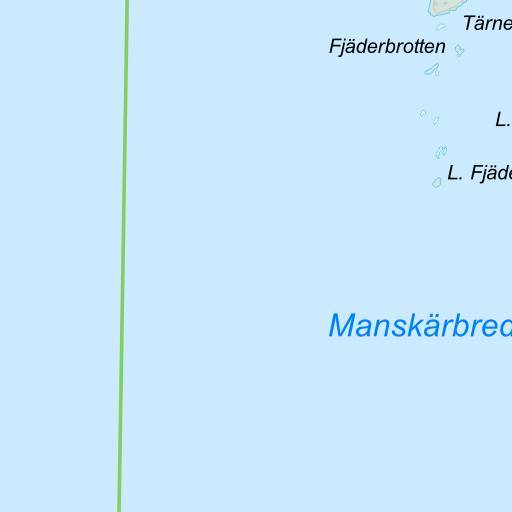 Tärne
Fjäderbrotten
L.
L. Fjäde
Manskärbred